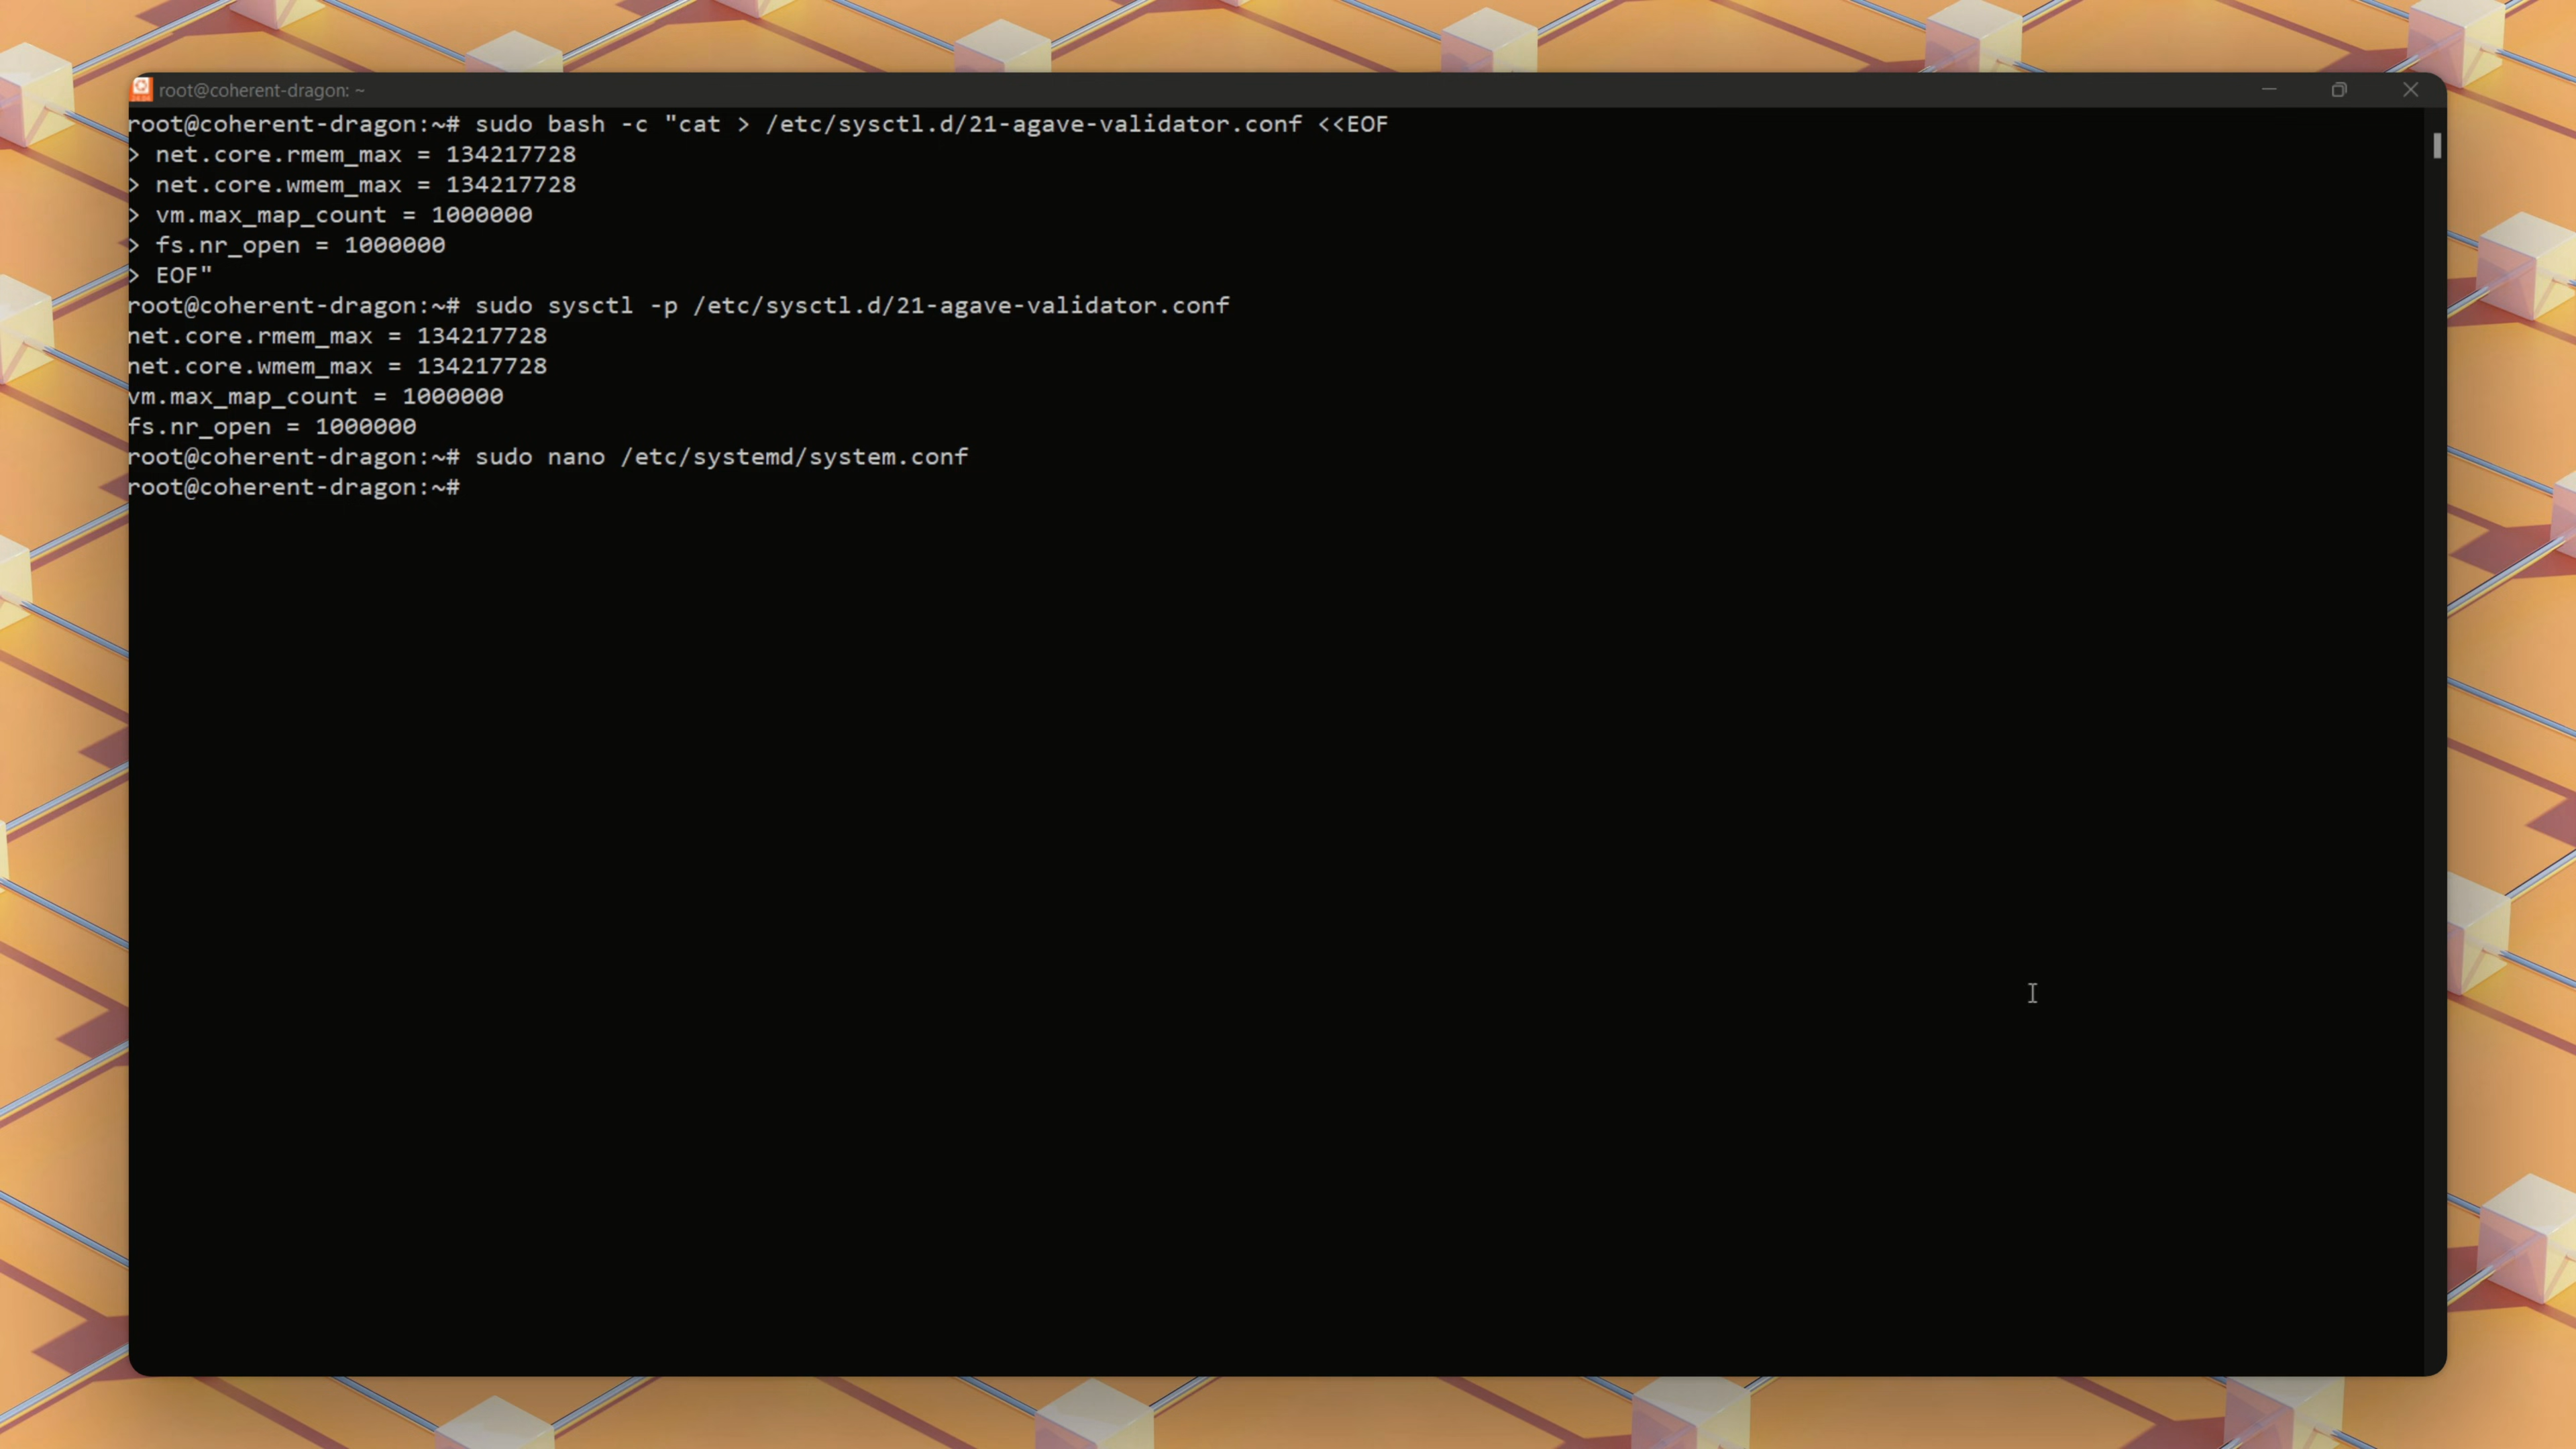 root@coherent-dragon: ~
root@coherent-dragon:~# sudo bash -c "cat > /etc/sysctl.d/21-agave-validator.conf <<EOF
> net.core.rmem_max = 134217728
> net.core.wmem_max = 134217728
> vm.max_map_count = 1000000
> fs.nr_open = 1000000
> EOF"
root@coherent-dragon:~# sudo sysctl -p /etc/sysctl.d/21-agave-validator.conf
net.core.rmem_max = 134217728
net.core.wmem_max = 134217728
vm.max_map_count = 1000000
fs.nr_open = 1000000
root@coherent-dragon:~# sudo nano /etc/systemd/system.conf
root@coherent-dragon:~#